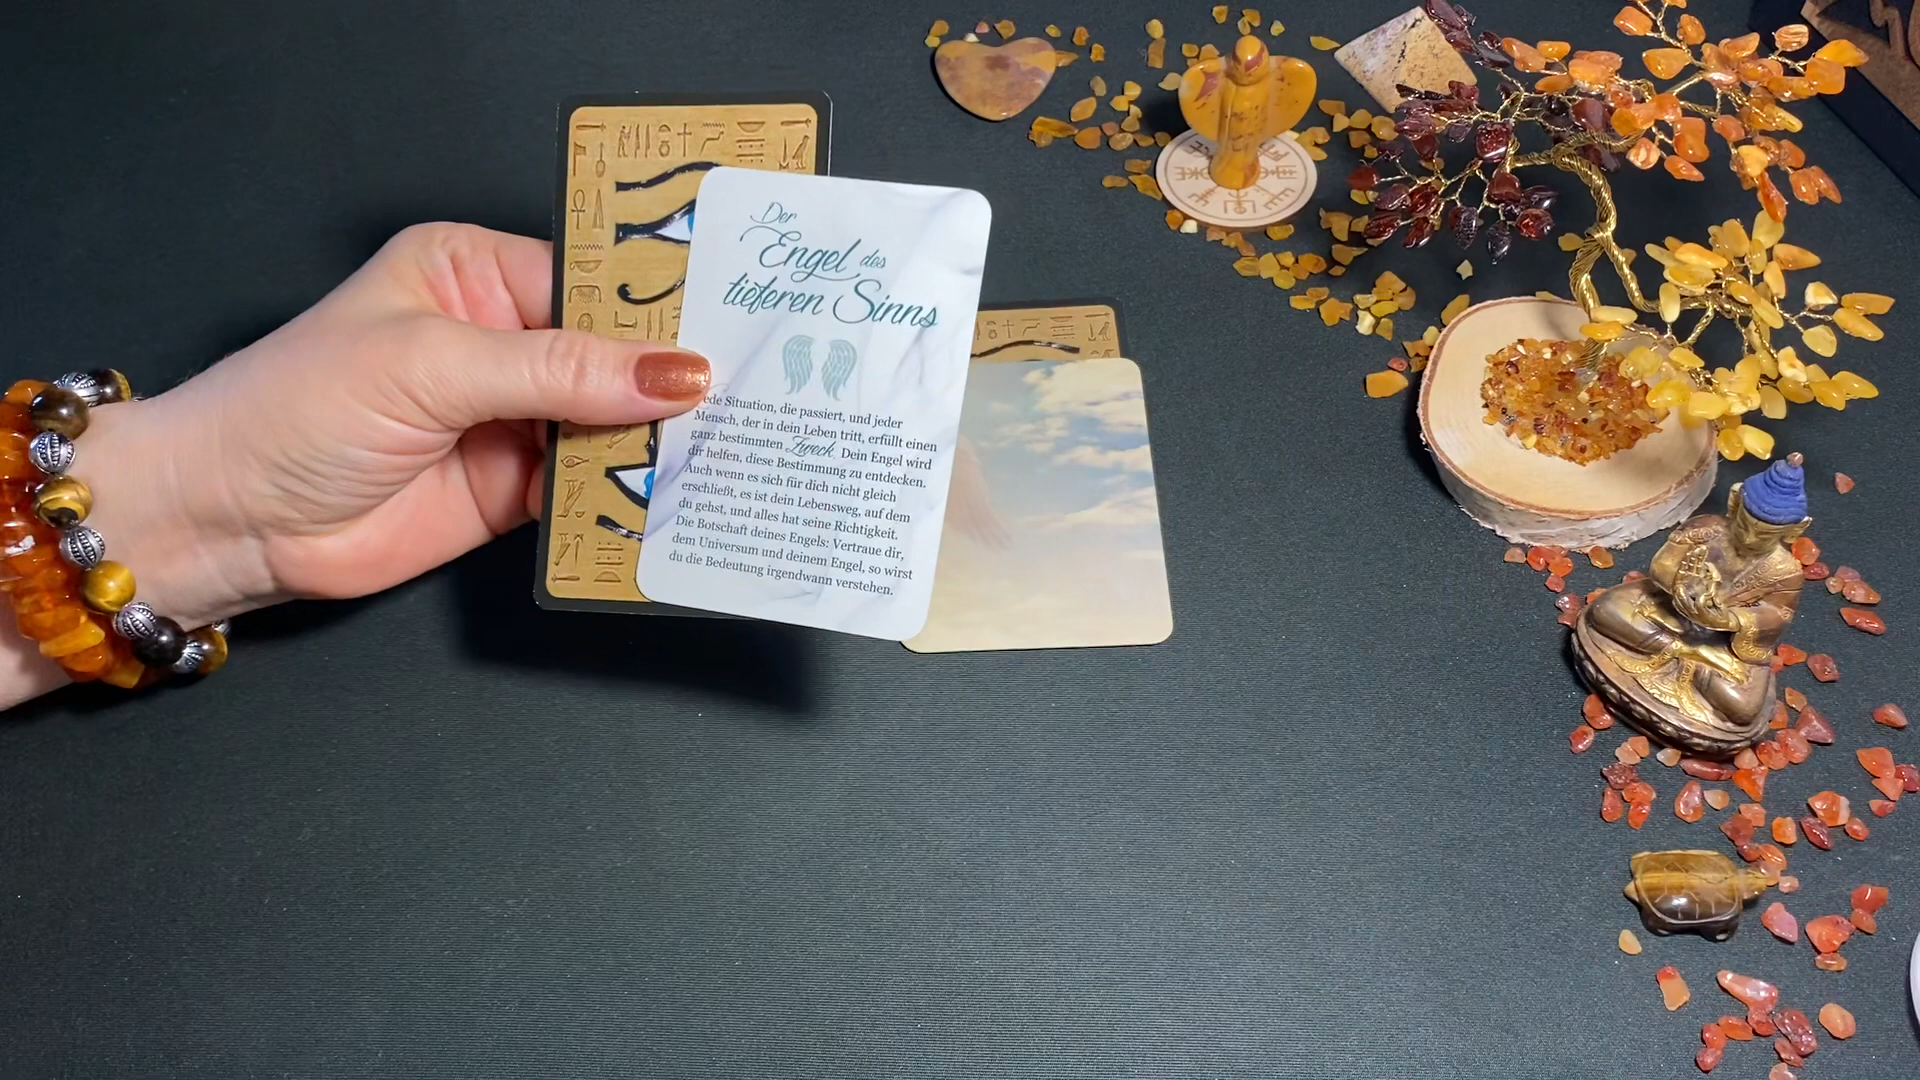 Der
Engel des
tieferen Sinns
Jede Situation, die passiert, und jeder
Mensch, der in dein Leben tritt, erfüllt einen
ganz bestimmten Zweck. Dein Engel wird
dir helfen, diese Bestimmung zu entdecken.
Auch wenn es sich für dich nicht gleich
erschließt, es ist dein Lebensweg, auf dem
du gehst, und alles hat seine Richtigkeit.
Die Botschaft deines Engels: Vertraue dir,
dem Universum und deinem Engel, so wirst
du die Bedeutung irgendwann verstehen.